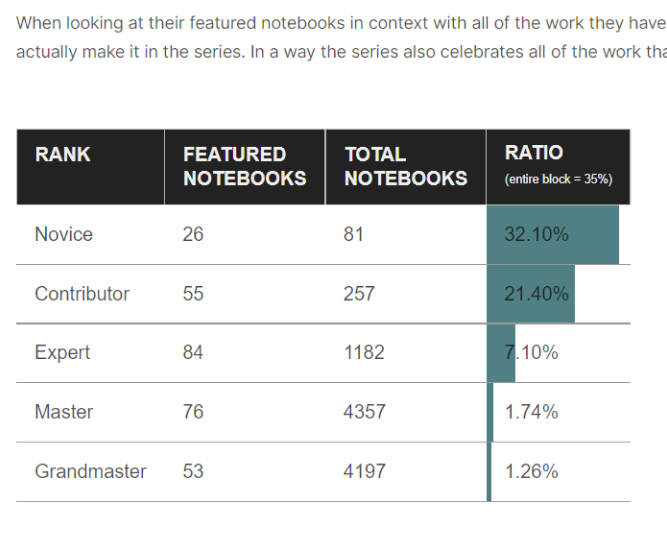 When looking at their featured notebooks in context with all of the work they have
actually make it in the series. In a way the series also celebrates all of the work tha
RANK FEATURED NOTEBOOKS TOTAL NOTEBOOKS RATIO (entire block = 35%)
Novice 26 81 32.10%
Contributor 55 257 21.40%
Expert 84 1182 7.10%
Master 76 4357 1.74%
Grandmaster 53 4197 1.26%